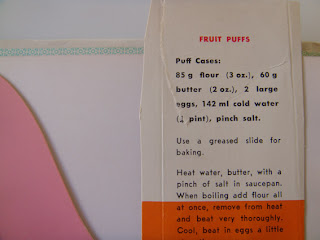 FRUIT PUFFS
Puff Cases:
85 g flour (3 oz.), 60 g
butter (2 oz.), 2 large
eggs, 142 ml cold water
(¼ pint), pinch salt.
Use a greased slide for
baking.
Heat water, butter, with a
pinch of salt in saucepan.
When boiling add flour all
at once, remove from heat
and beat very thoroughly.
Cool, beat in eggs a little